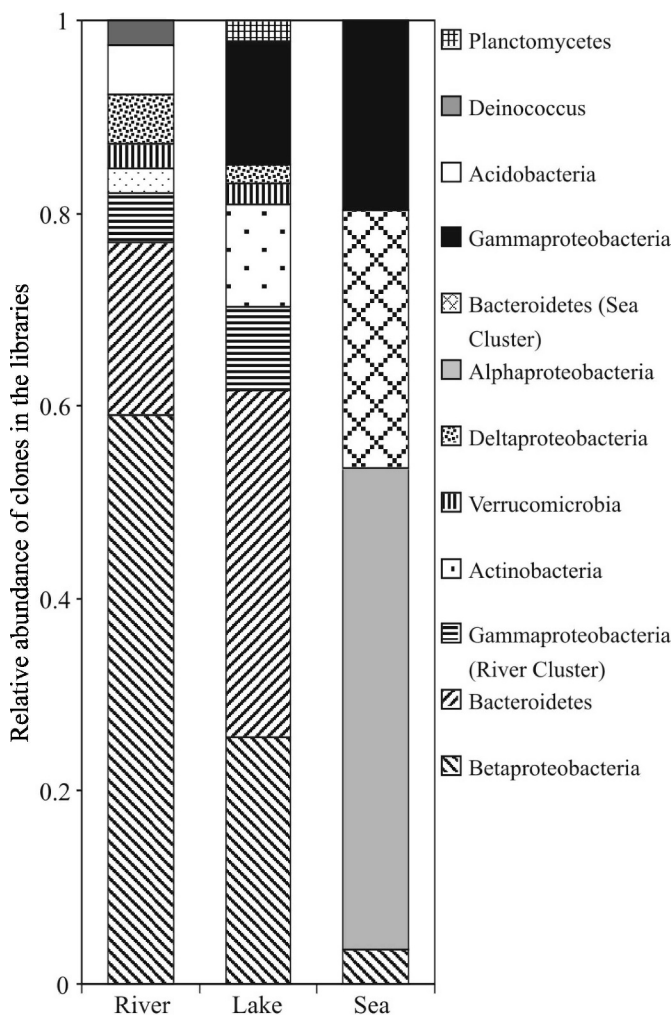 Relative abundance of clones in the libraries
1
0.8
0.6
0.4
0.2
0
River Lake Sea
Planctomycetes
Deinococcus
Acidobacteria
Gammaproteobacteria
Bacteroidetes (Sea
Cluster)
Alphaproteobacteria
Deltaproteobacteria
Verrucomicrobia
Actinobacteria
Gammaproteobacteria
(River Cluster)
Bacteroidetes
Betaproteobacteria